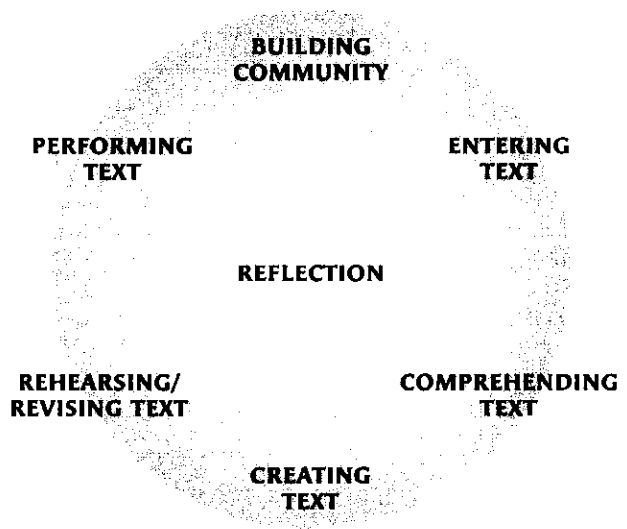 BUILDING
COMMUNITY
PERFORMING
TEXT
ENTERING
TEXT
REFLECTION
REHEARSING/
REVISING TEXT
COMPREHENDING
TEXT
CREATING
TEXT